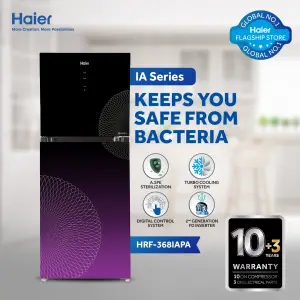 Haier
More Creation, More Possibilities
GLOBAL NO.1
Haier
FLAGSHIP STORE
GLOBAL NO.1
IA Series
KEEPS YOU
SAFE FROM
BACTERIA
Haier
A.B.T.
STERILIZATION
TURBO COOLING
SYSTEM
DIGITAL CONTROL
SYSTEM
2nd GENERATION
FD INVERTER
HRF-368IAPA
10+3
YEARS
WARRANTY
10 ON COMPRESSOR
3 ON ELECTRICAL PARTS